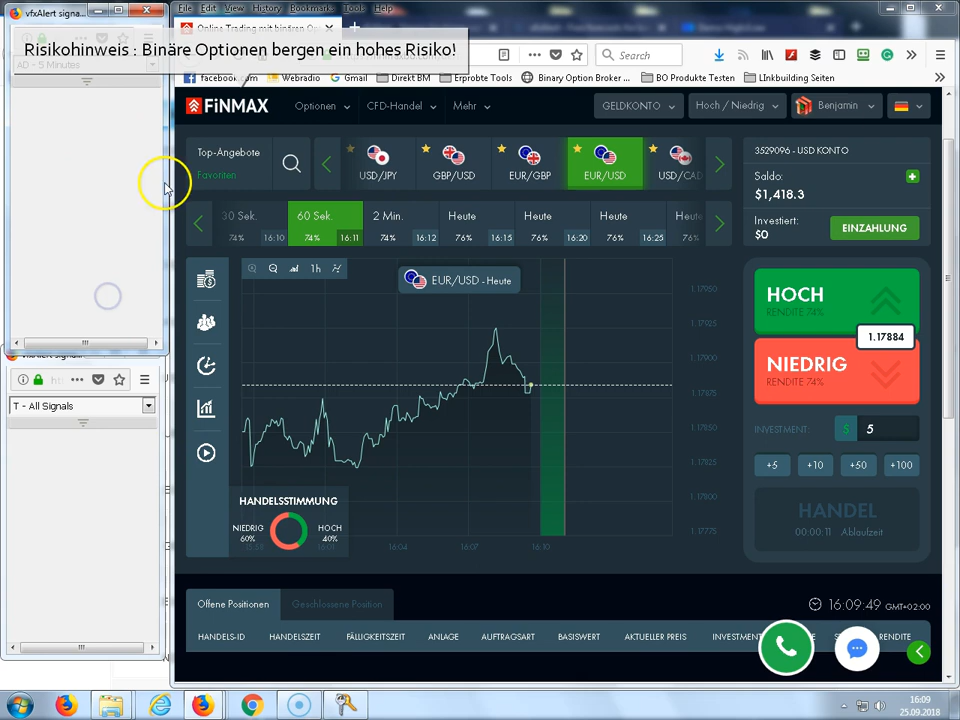 vfxAlert signa...
File Edit View History Bookmarks Tools Help
Online Trading mit binären Op
Risikohinweis : Binäre Optionen bergen ein hohes Risiko!
AD - 5 Minutes
Search
facebook.com Webradio Gmail Direkt BM Erprobte Tools Binary Option Broker ... BO Produkte Testen LInkbuilding Seiten
FiNMAX Optionen CFD-Handel Mehr GELDKONTO Hoch / Niedrig Benjamin
Top-Angebote
Favoriten
USD/JPY GBP/USD EUR/GBP EUR/USD USD/CAD
3529096 - USD KONTO
Saldo:
$1,418.3
Investiert:
$0
EINZAHLUNG
30 Sek. 60 Sek. 2 Min. Heute Heute Heute Heute
74% 16:10 74% 16:11 74% 16:12 76% 16:15 76% 16:20 76% 16:25 76%
1h
EUR/USD - Heute
1.17950
1.17925
1.17900
1.17875
1.17850
1.17825
1.17800
1.17775
HOCH
RENDITE 74%
1.17884
NIEDRIG
RENDITE 74%
INVESTMENT: $ 5
+5 +10 +50 +100
HANDEL
00:00:11 Ablaufzeit
vfxAlert signa...
T - All Signals
HANDELSSTIMMUNG
NIEDRIG
60%
HOCH
40%
16:04 16:07 16:10
Offene Positionen Geschlossene Position
16:09:49 GMT+02:00
HANDELS-ID HANDELSZEIT FÄLLIGKEITSZEIT ANLAGE AUFTRAGSART BASISWERT AKTUELLER PREIS INVESTMENT RENDITE
16:09
25.09.2018